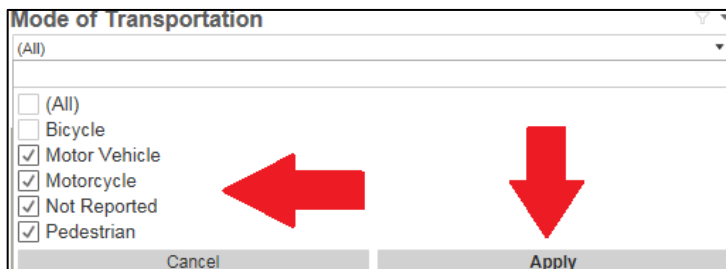 Mode of Transportation
(All)
(All)
Bicycle
Motor Vehicle
Motorcycle
Not Reported
Pedestrian
Cancel Apply